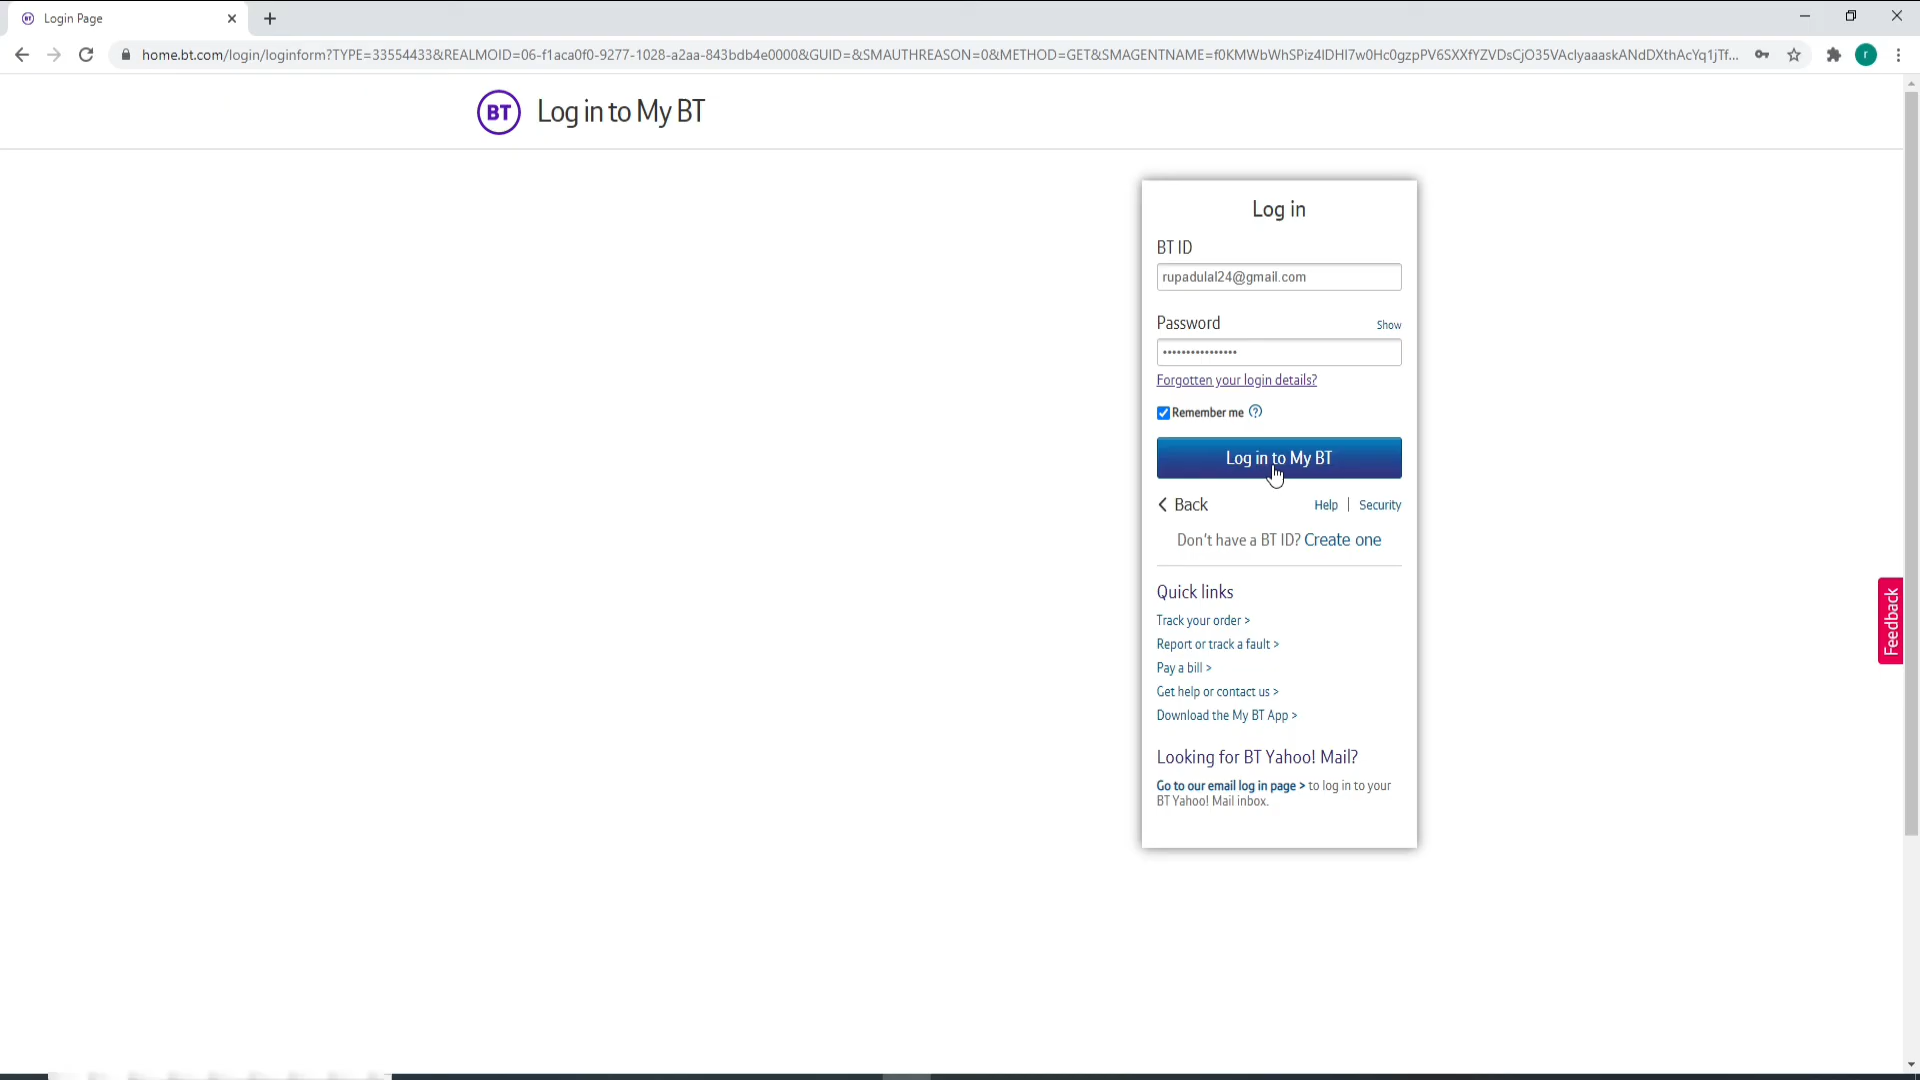 Login Page
home.bt.com/login/loginform?TYPE=33554433&REALMOID=06-f1aca0f0-9277-1028-a2aa-843bdb4e0000&GUID=&SMAUTHREASON=0&METHOD=GET&SMAGENTNAME=f0KMWbWhSPiz4lDHI7w0Hc0gzpPV6SXXfYZVDsCjO35VAclyaaaskANdDXthAcYq1jTf...
r
BT Log in to My BT
Log in
BT ID
rupadulal24@gmail.com
Password Show
Forgotten your login details?
Remember me ?
Log in to My BT
Back Help | Security
Don't have a BT ID? Create one
Quick links
Track your order >
Report or track a fault >
Pay a bill >
Get help or contact us >
Download the My BT App >
Looking for BT Yahoo! Mail?
Go to our email log in page > to log in to your
BT Yahoo! Mail inbox.
Feedback